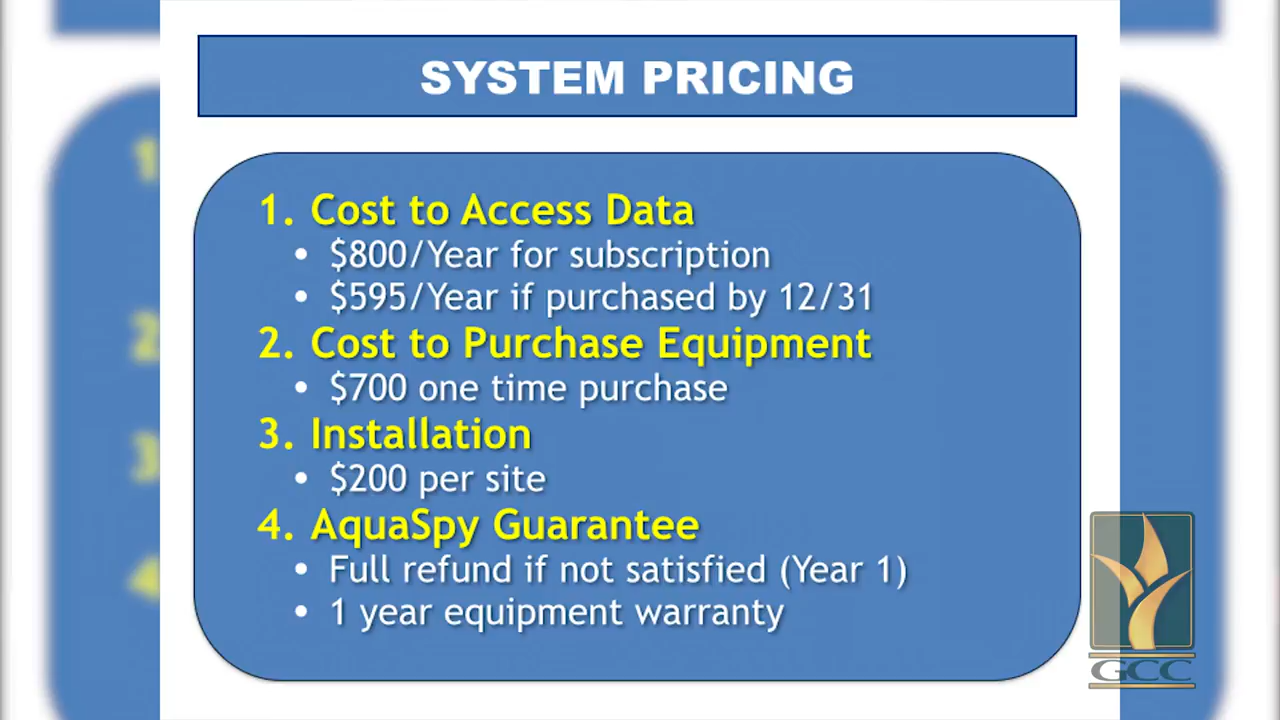 SYSTEM PRICING
1. Cost to Access Data
• $800/Year for subscription
• $595/Year if purchased by 12/31
2. Cost to Purchase Equipment
• $700 one time purchase
3. Installation
• $200 per site
4. AquaSpy Guarantee
• Full refund if not satisfied (Year 1)
• 1 year equipment warranty
GCC